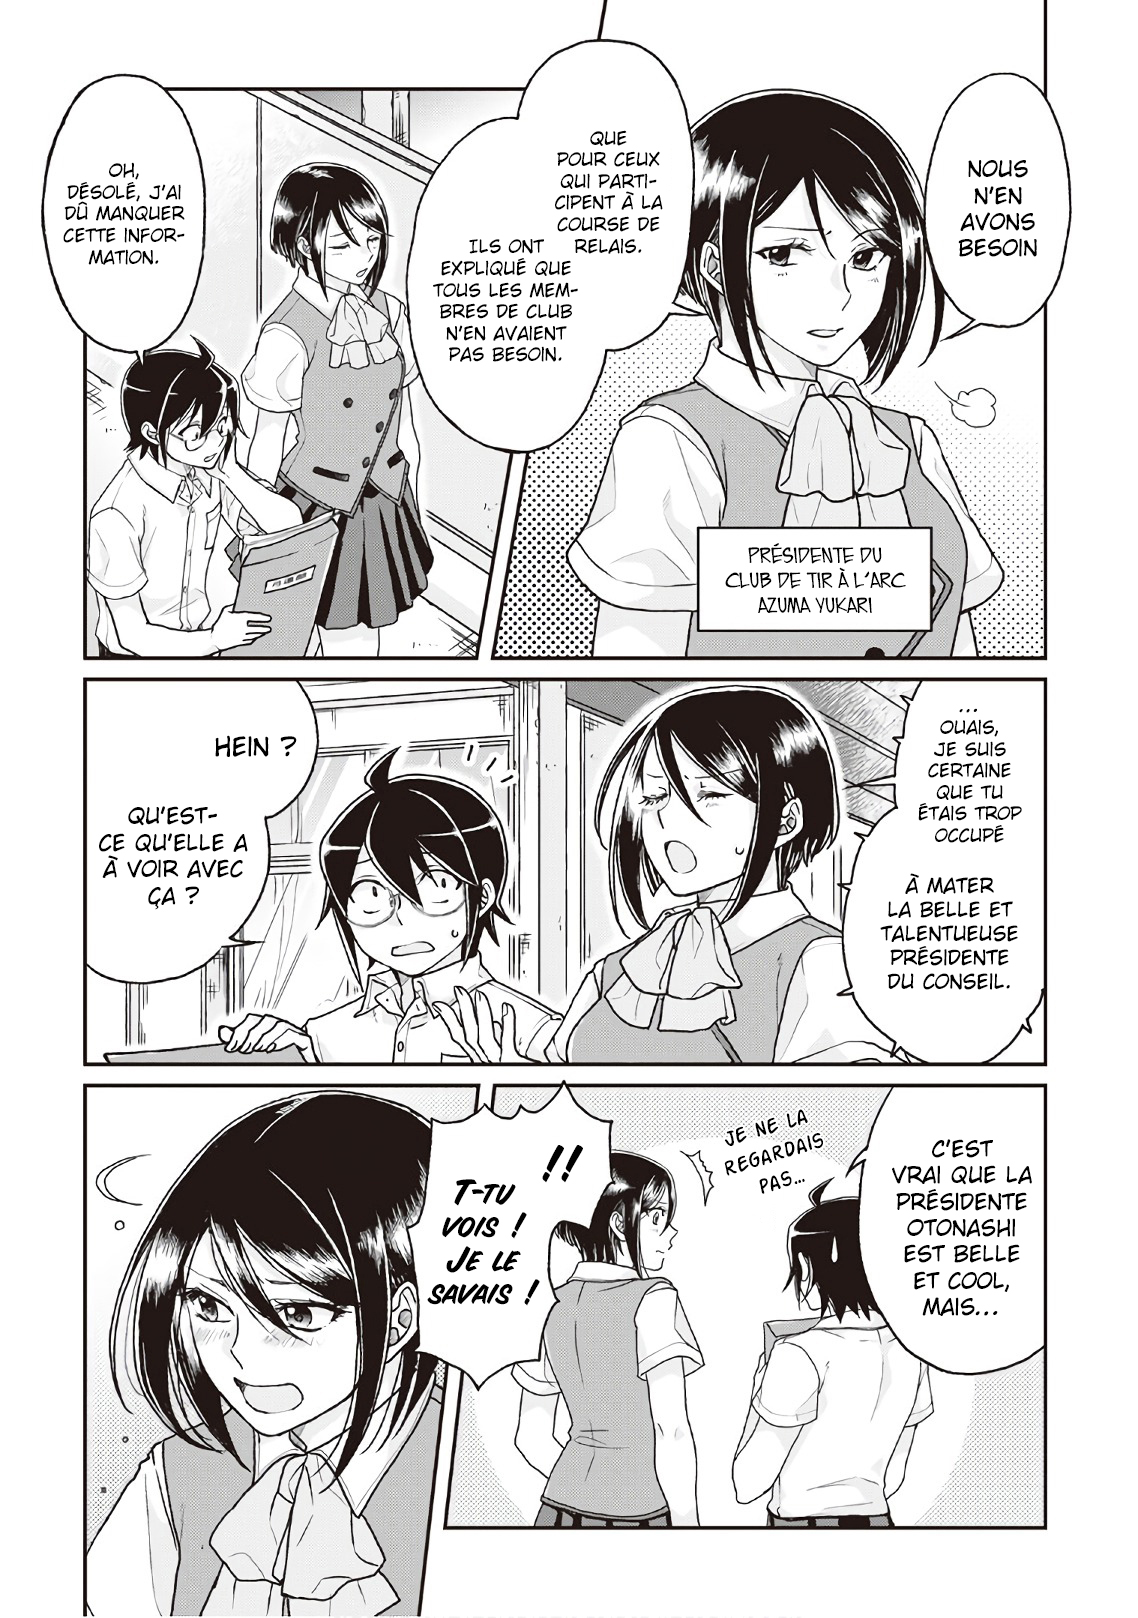 NOUS
N'EN
AVONS
BESOIN
QUE
POUR CEUX
QUI PARTI-
CIPENT À LA
COURSE DE
RELAIS.
ILS ONT
EXPLIQUÉ QUE
TOUS LES MEM-
BRES DE CLUB
N'EN AVAIENT
PAS BESOIN.
PRÉSIDENTE DU
CLUB DE TIR À L'ARC
AZUMA YUKARI
OH,
DÉSOLÉ, J'AI
DÛ MANQUER
CETTE INFOR-
MATION.
...
OUAIS,
JE SUIS
CERTAINE
QUE TU
ÉTAIS TROP
OCCUPÉ
À MATER
LA BELLE ET
TALENTUEUSE
PRÉSIDENTE
DU CONSEIL.
HEIN ?
QU'EST-
CE QU'ELLE A
À VOIR AVEC
ÇA ?
C'EST
VRAI QUE LA
PRÉSIDENTE
OTONASHI
EST BELLE
ET COOL,
MAIS...
JE NE LA
REGARDAIS
PAS...
!!
T-TU
VOIS !
JE LE
SAVAIS !